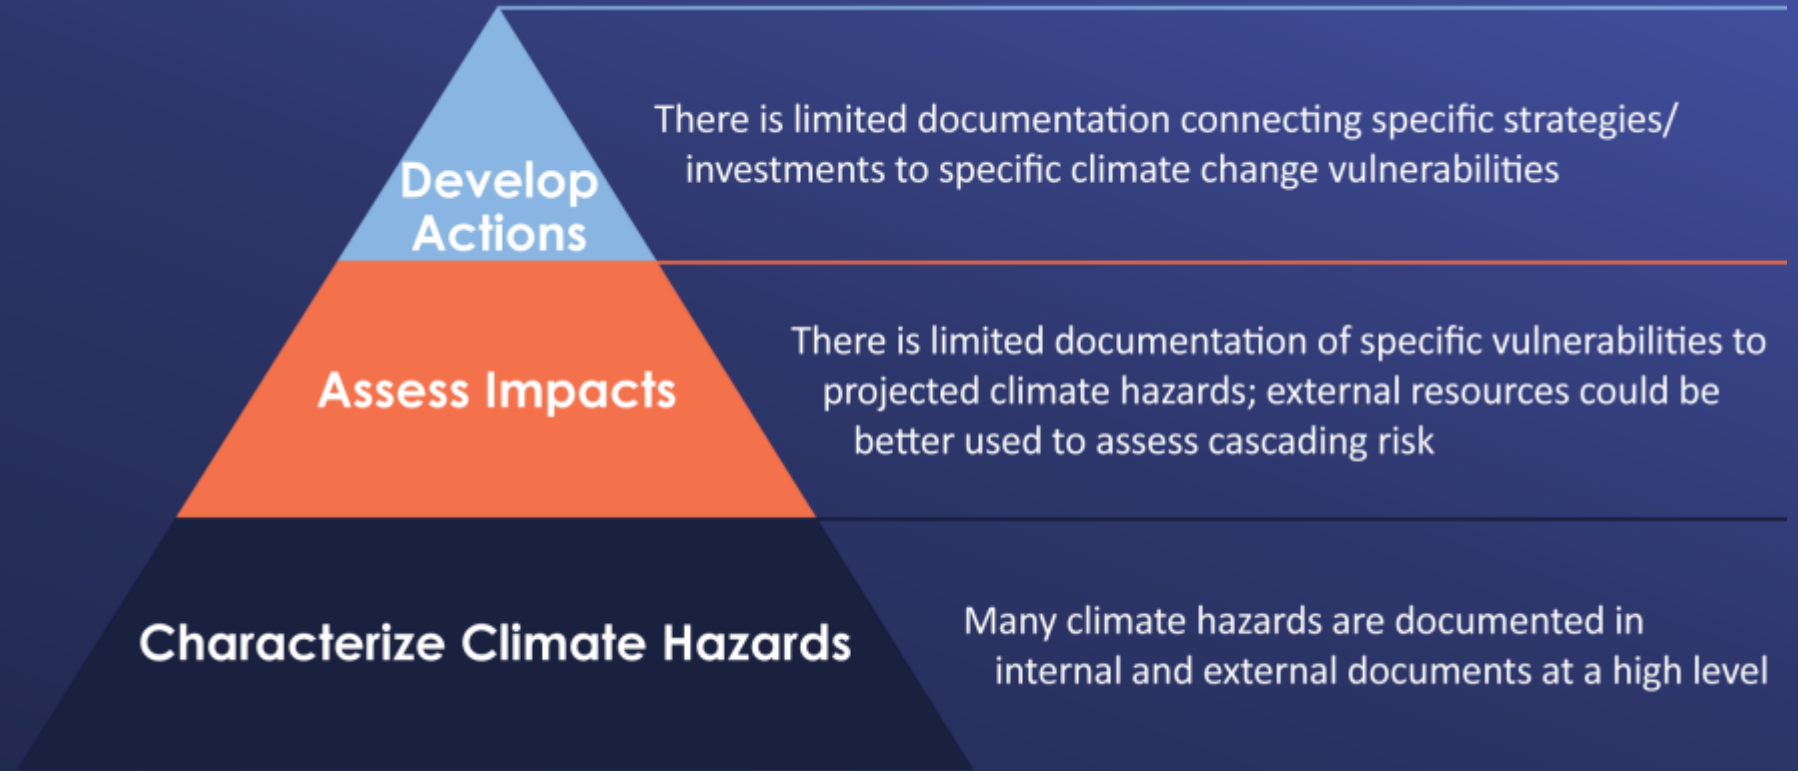 Develop
Actions
There is limited documentation connecting specific strategies/
investments to specific climate change vulnerabilities
Assess Impacts
There is limited documentation of specific vulnerabilities to
projected climate hazards; external resources could be
better used to assess cascading risk
Characterize Climate Hazards
Many climate hazards are documented in
internal and external documents at a high level